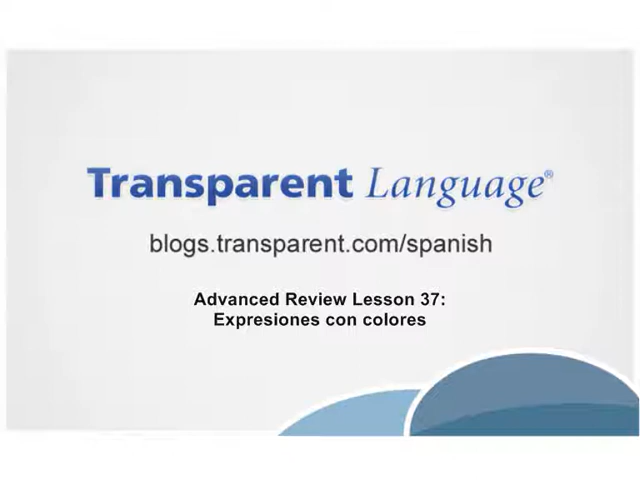 Transparent Language®
blogs.transparent.com/spanish
Advanced Review Lesson 37:
Expresiones con colores